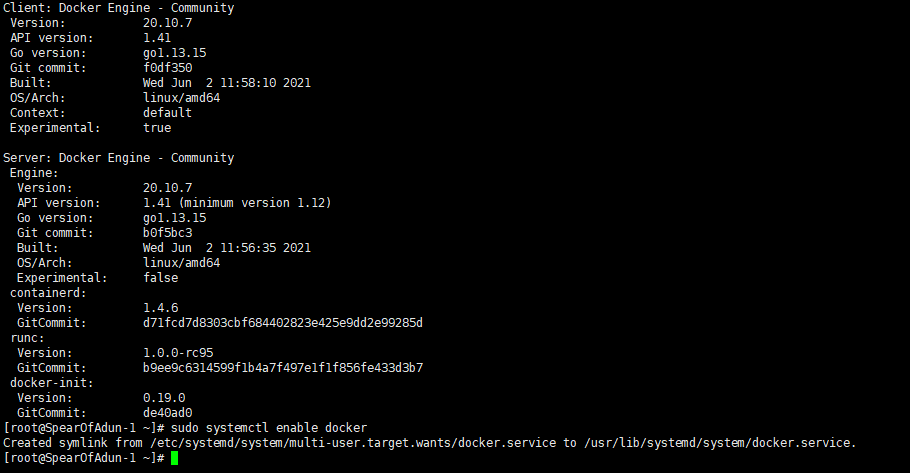 Client: Docker Engine - Community
 Version:           20.10.7
 API version:       1.41
 Go version:        go1.13.15
 Git commit:        f0df350
 Built:             Wed Jun  2 11:58:10 2021
 OS/Arch:           linux/amd64
 Context:           default
 Experimental:      true

Server: Docker Engine - Community
 Engine:
  Version:          20.10.7
  API version:      1.41 (minimum version 1.12)
  Go version:       go1.13.15
  Git commit:       b0f5bc3
  Built:            Wed Jun  2 11:56:35 2021
  OS/Arch:          linux/amd64
  Experimental:     false
 containerd:
  Version:          1.4.6
  GitCommit:        d71fcd7d8303cbf684402823e425e9dd2e99285d
 runc:
  Version:          1.0.0-rc95
  GitCommit:        b9ee9c6314599f1b4a7f497e1f1f856fe433d3b7
 docker-init:
  Version:          0.19.0
  GitCommit:        de40ad0
[root@SpearOfAdun-1 ~]# sudo systemctl enable docker
Created symlink from /etc/systemd/system/multi-user.target.wants/docker.service to /usr/lib/systemd/system/docker.service.
[root@SpearOfAdun-1 ~]#